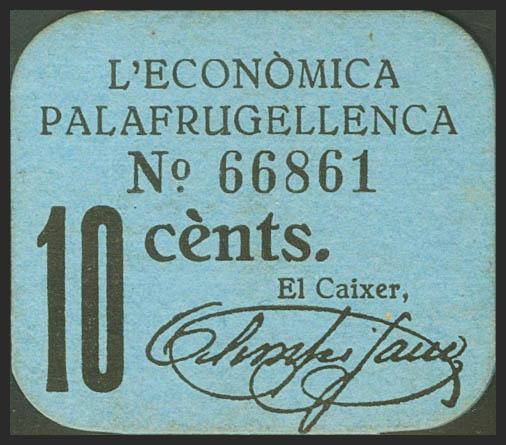 L'ECONÒMICA
PALAFRUGELLENCA
Nº 66861
10 cènts.
El Caixer,